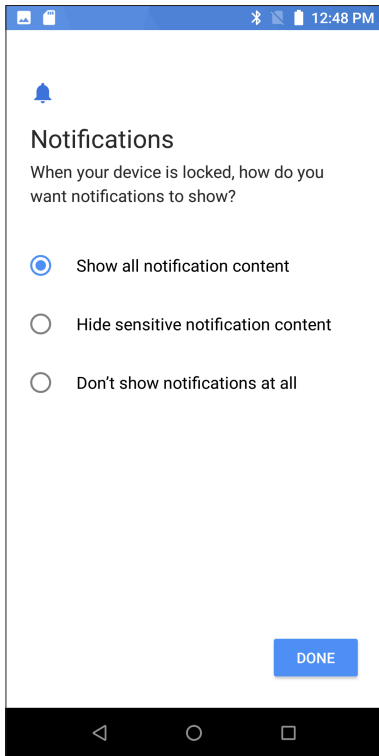 12:48 PM
Notifications
When your device is locked, how do you
want notifications to show?
Show all notification content
Hide sensitive notification content
Don’t show notifications at all
DONE